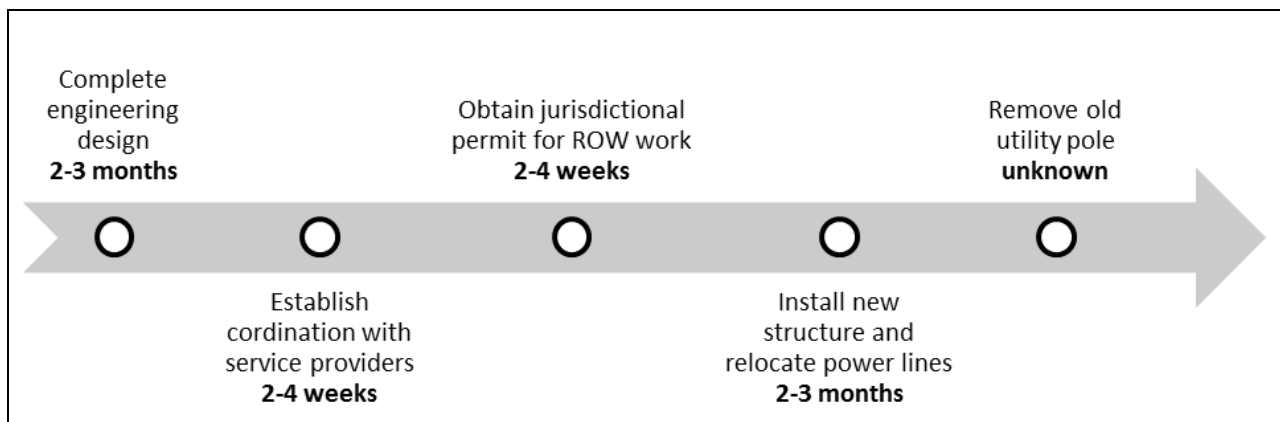 Complete
engineering
design
2-3 months
Establish
cordination with
service providers
2-4 weeks
Obtain jurisdictional
permit for ROW work
2-4 weeks
Install new
structure and
relocate power lines
2-3 months
Remove old
utility pole
unknown